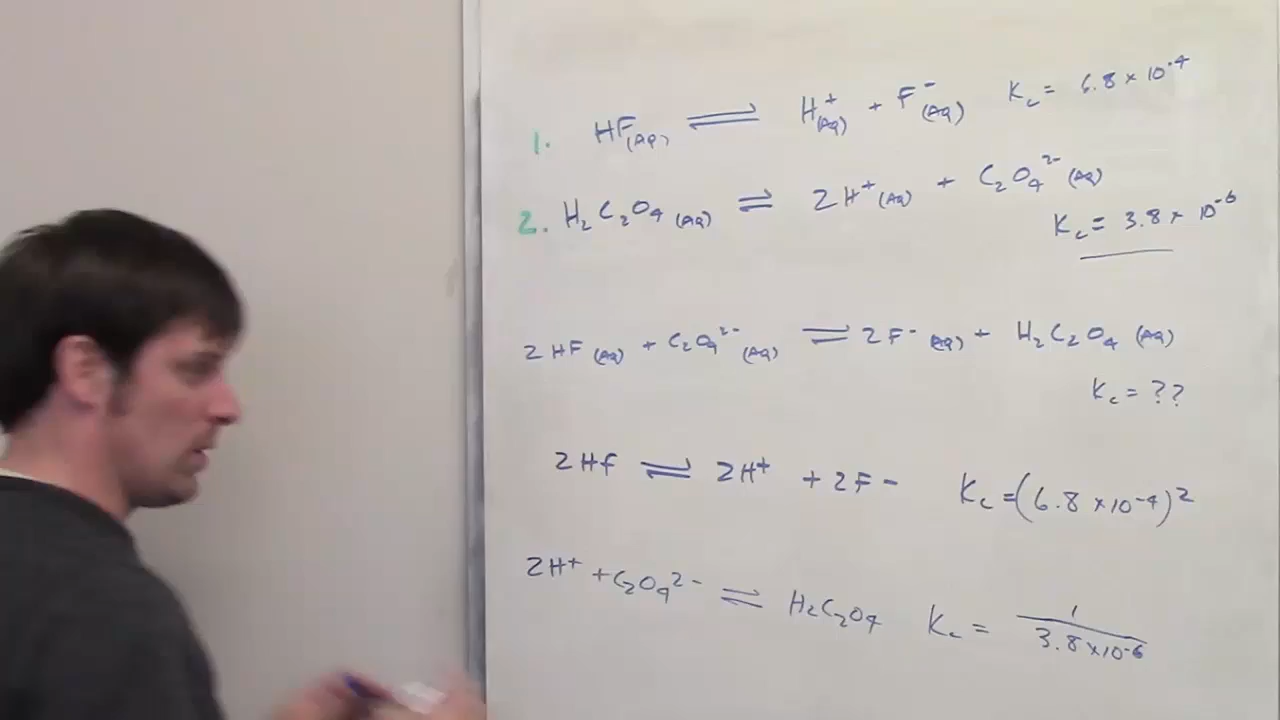 1. HF(Aq) ⇌ H⁺(Aq) + F⁻(Aq) Kc = 6.8 × 10⁻⁴
2. H₂C₂O₄(Aq) ⇌ 2H⁺(Aq) + C₂O₄²⁻(Aq)
Kc = 3.8 × 10⁻⁶
2HF(Aq) + C₂O₄²⁻(Aq) ⇌ 2F⁻(Aq) + H₂C₂O₄(Aq)
Kc = ??
2Hf ⇌ 2H⁺ + 2F⁻ Kc = (6.8 × 10⁻⁴)²
2H⁺ + C₂O₄²⁻ ⇌ H₂C₂O₄ Kc = 1 / 3.8 × 10⁻⁶